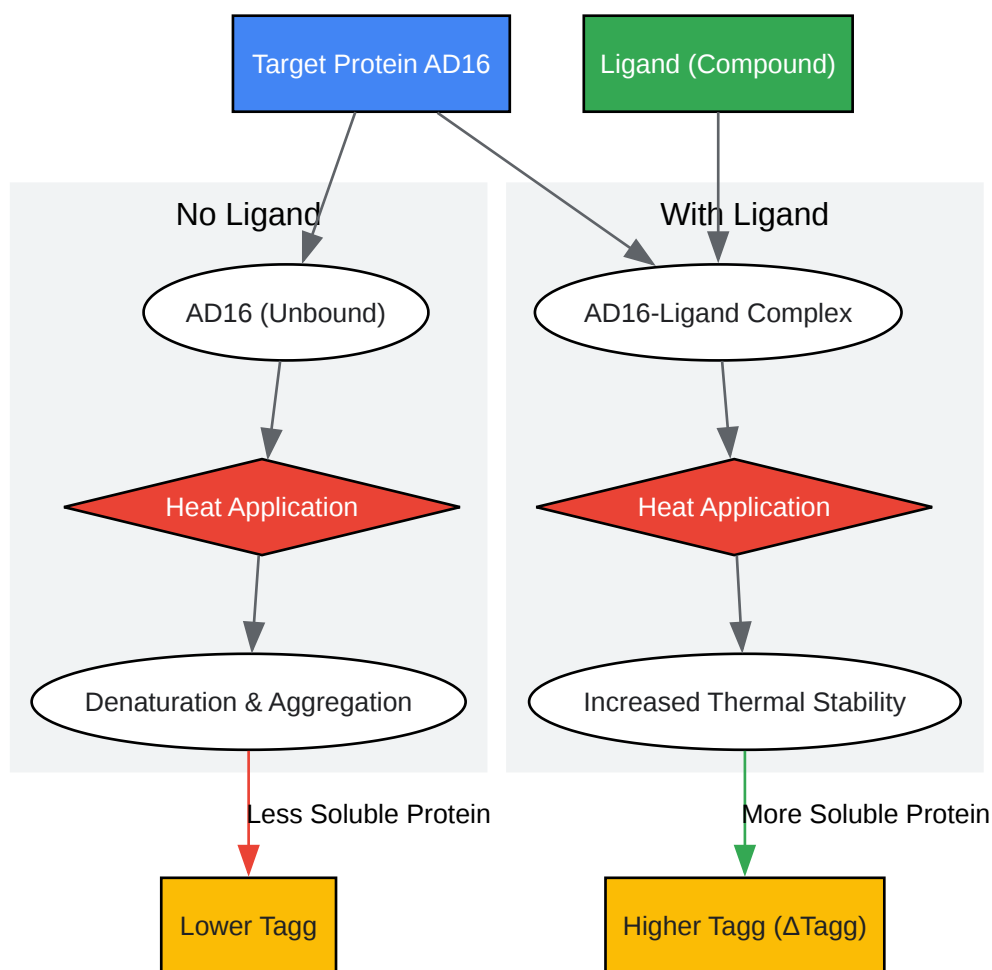 Target Protein AD16
Ligand (Compound)
No Ligand
With Ligand
AD16 (Unbound)
AD16-Ligand Complex
Heat Application
Heat Application
Denaturation & Aggregation
Increased Thermal Stability
Less Soluble Protein
More Soluble Protein
Lower Tagg
Higher Tagg (ΔTagg)